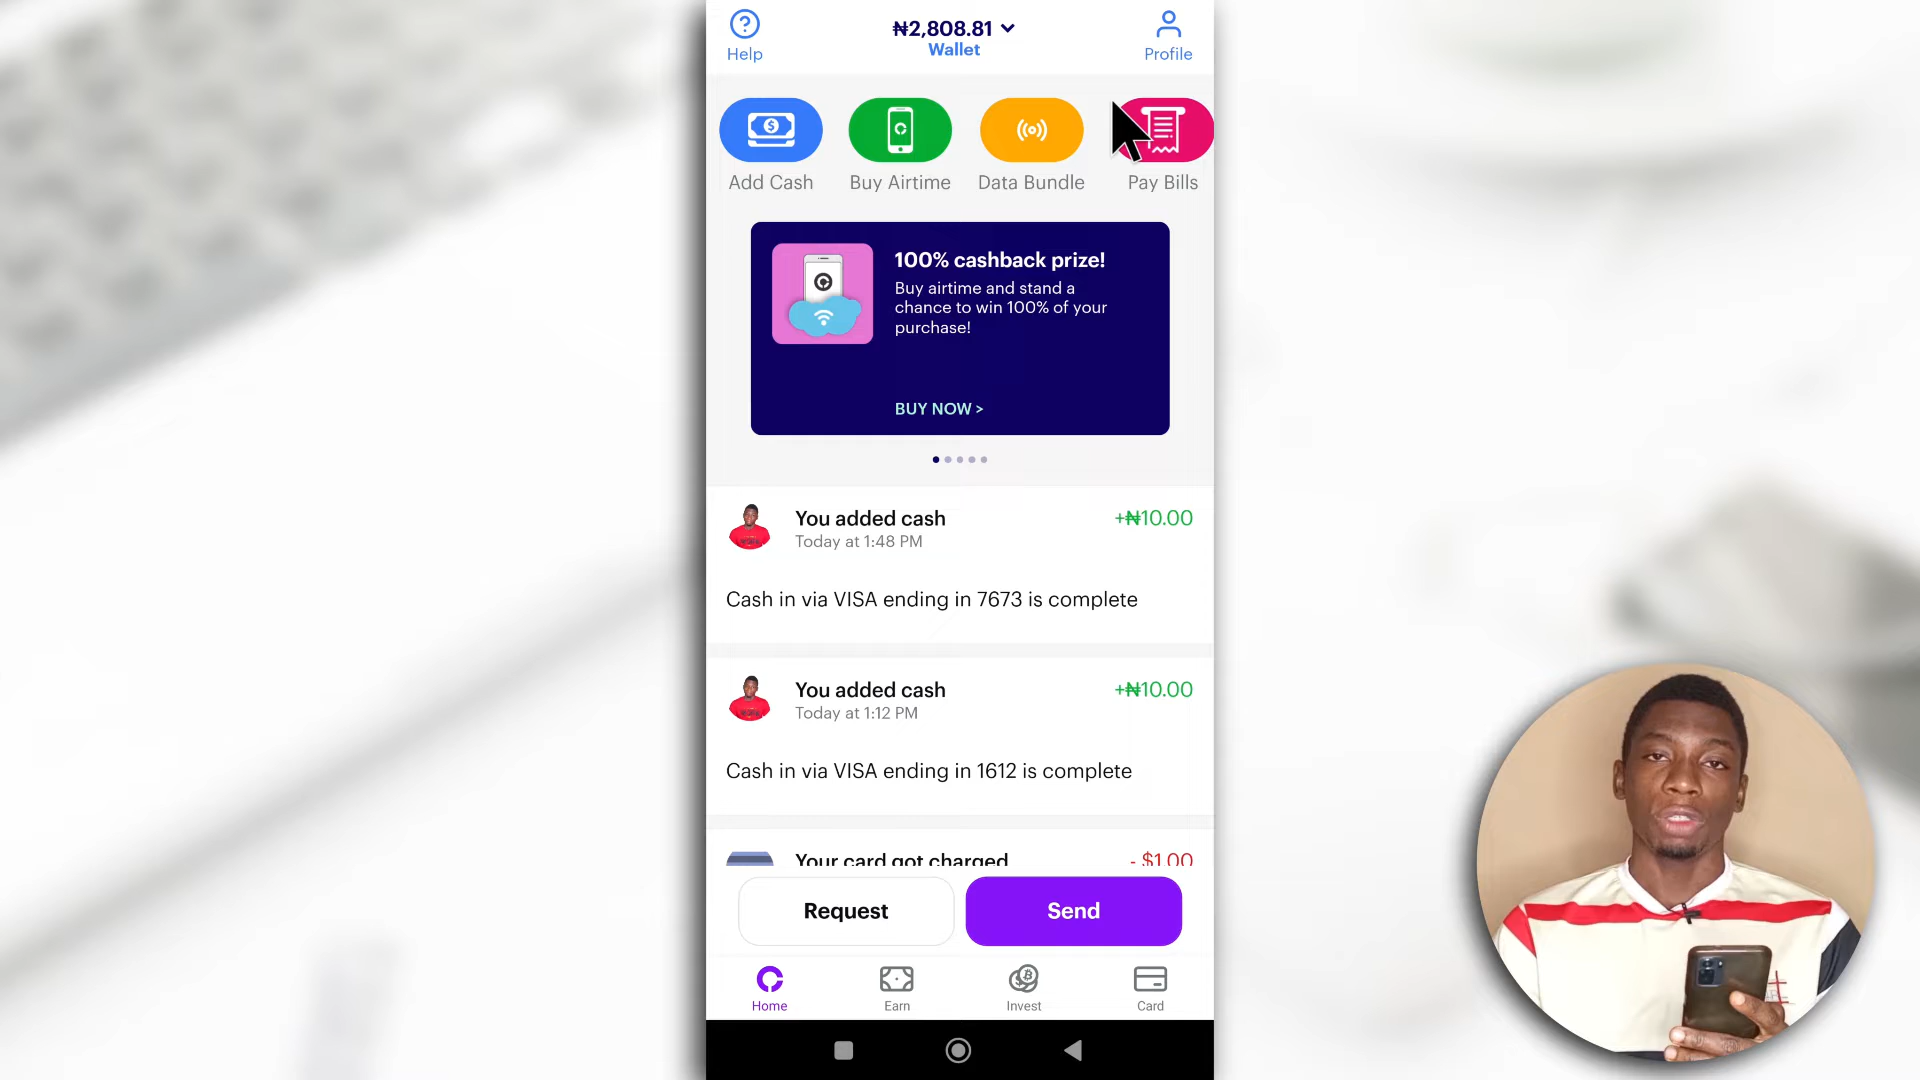 ₦2,808.81
Help
Wallet
Profile
Add Cash
Buy Airtime
Data Bundle
Pay Bills
100% cashback prize!
Buy airtime and stand a
chance to win 100% of your
purchase!
BUY NOW >
You added cash
+₦10.00
Today at 1:48 PM
Cash in via VISA ending in 7673 is complete
You added cash
+₦10.00
Today at 1:12 PM
Cash in via VISA ending in 1612 is complete
Your card got charged
- $1.00
Request
Send
Home
Earn
Invest
Card